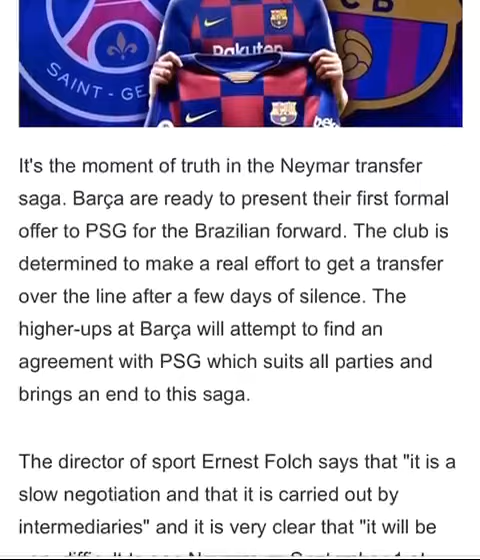 C B
Rakuten
SAINT - GE
beko
It's the moment of truth in the Neymar transfer
saga. Barça are ready to present their first formal
offer to PSG for the Brazilian forward. The club is
determined to make a real effort to get a transfer
over the line after a few days of silence. The
higher-ups at Barça will attempt to find an
agreement with PSG which suits all parties and
brings an end to this saga.
The director of sport Ernest Folch says that "it is a
slow negotiation and that it is carried out by
intermediaries" and it is very clear that "it will be